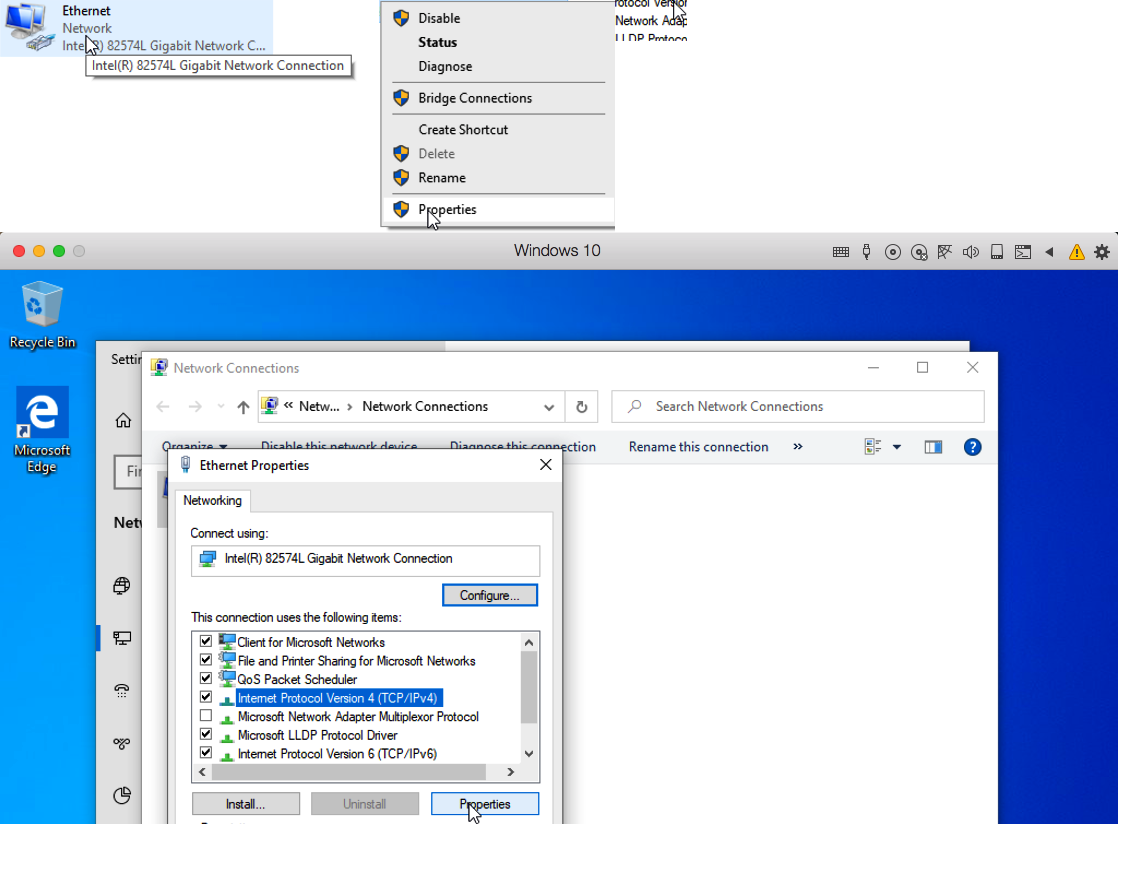 Ethernet
Network
Intel(R) 82574L Gigabit Network C...
Intel(R) 82574L Gigabit Network Connection
Disable
Status
Diagnose
Bridge Connections
Create Shortcut
Delete
Rename
Properties
Network Adap
Windows 10
Recycle Bin
Microsoft
Edge
Settin
Network Connections
« Netw... › Network Connections
Search Network Connections
Organize
Disable this network device
Diagnose this connection
Rename this connection
»
Fin
Netw
Ethernet Properties
Networking
Connect using:
Intel(R) 82574L Gigabit Network Connection
Configure...
This connection uses the following items:
Client for Microsoft Networks
File and Printer Sharing for Microsoft Networks
QoS Packet Scheduler
Internet Protocol Version 4 (TCP/IPv4)
Microsoft Network Adapter Multiplexor Protocol
Microsoft LLDP Protocol Driver
Internet Protocol Version 6 (TCP/IPv6)
Install...
Uninstall
Properties